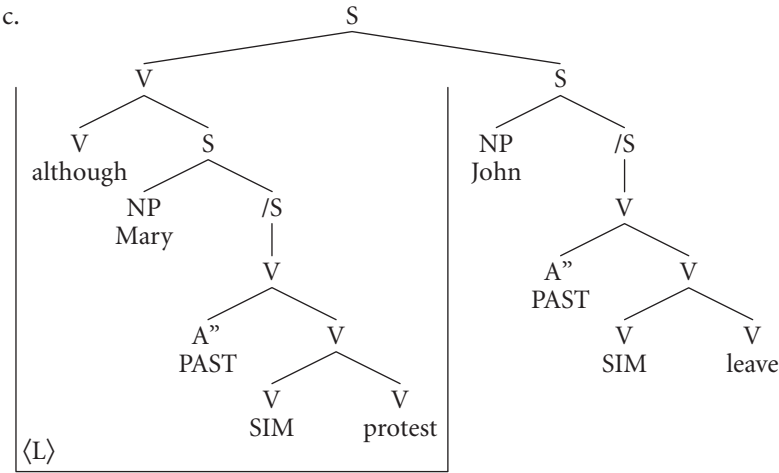 c. S
V S
V S NP /S
although John
NP /S V
Mary
V A” V
PAST
A” V V V
PAST SIM leave
V V
SIM protest
⟨L⟩